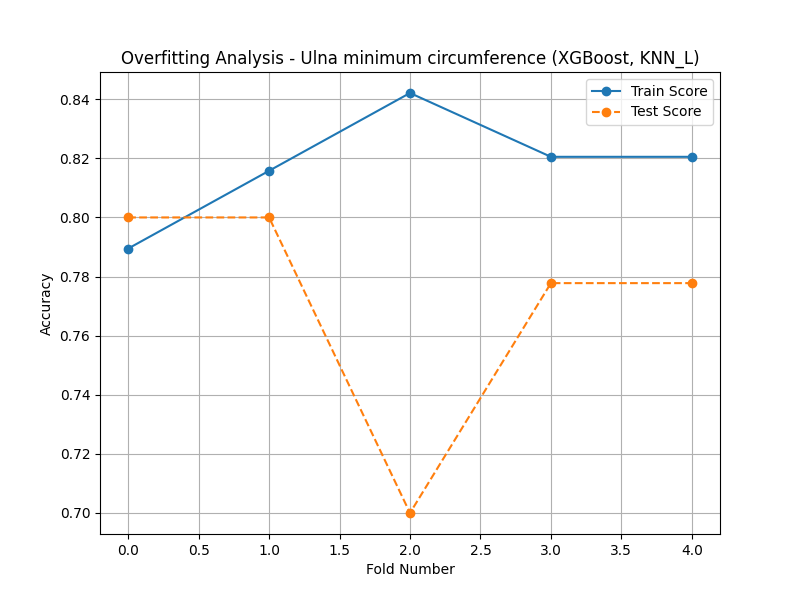 Overfitting Analysis - Ulna minimum circumference (XGBoost, KNN_L)
Train Score
Test Score
0.84
0.82
0.80
0.78
0.76
0.74
0.72
0.70
Accuracy
0.0 0.5 1.0 1.5 2.0 2.5 3.0 3.5 4.0
Fold Number